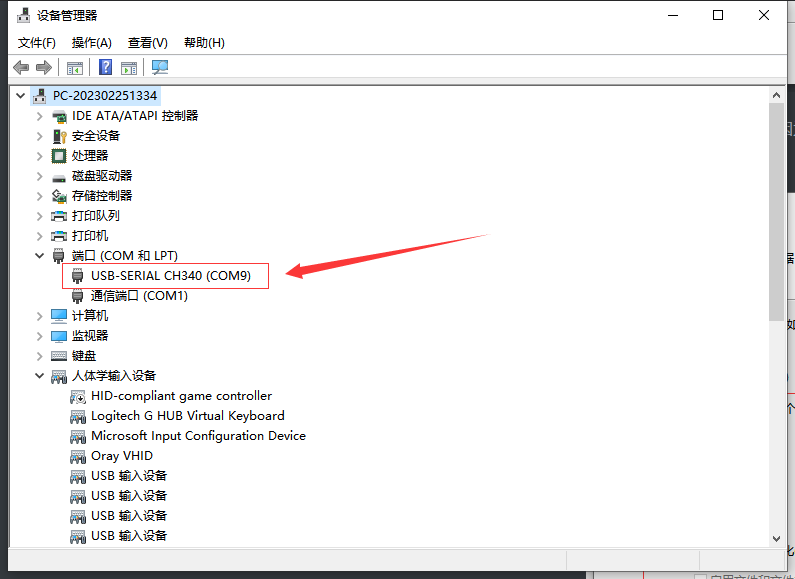 设备管理器
文件(F) 操作(A) 查看(V) 帮助(H)
PC-202302251334
IDE ATA/ATAPI 控制器
安全设备
处理器
磁盘驱动器
存储控制器
打印队列
打印机
端口 (COM 和 LPT)
USB-SERIAL CH340 (COM9)
通信端口 (COM1)
计算机
监视器
键盘
人体学输入设备
HID-compliant game controller
Logitech G HUB Virtual Keyboard
Microsoft Input Configuration Device
Oray VHID
USB 输入设备
USB 输入设备
USB 输入设备
USB 输入设备